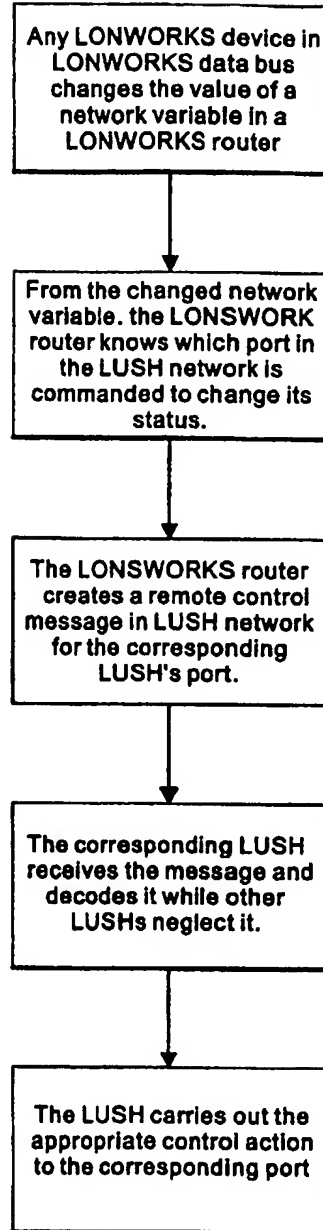 Any LONWORKS device in
LONWORKS data bus
changes the value of a
network variable in a
LONWORKS router
From the changed network
variable. the LONSWORK
router knows which port in
the LUSH network is
commanded to change its
status.
The LONSWORKS router
creates a remote control
message in LUSH network
for the corresponding
LUSH's port.
The corresponding LUSH
receives the message and
decodes it while other
LUSHs neglect it.
The LUSH carries out the
appropriate control action
to the corresponding port